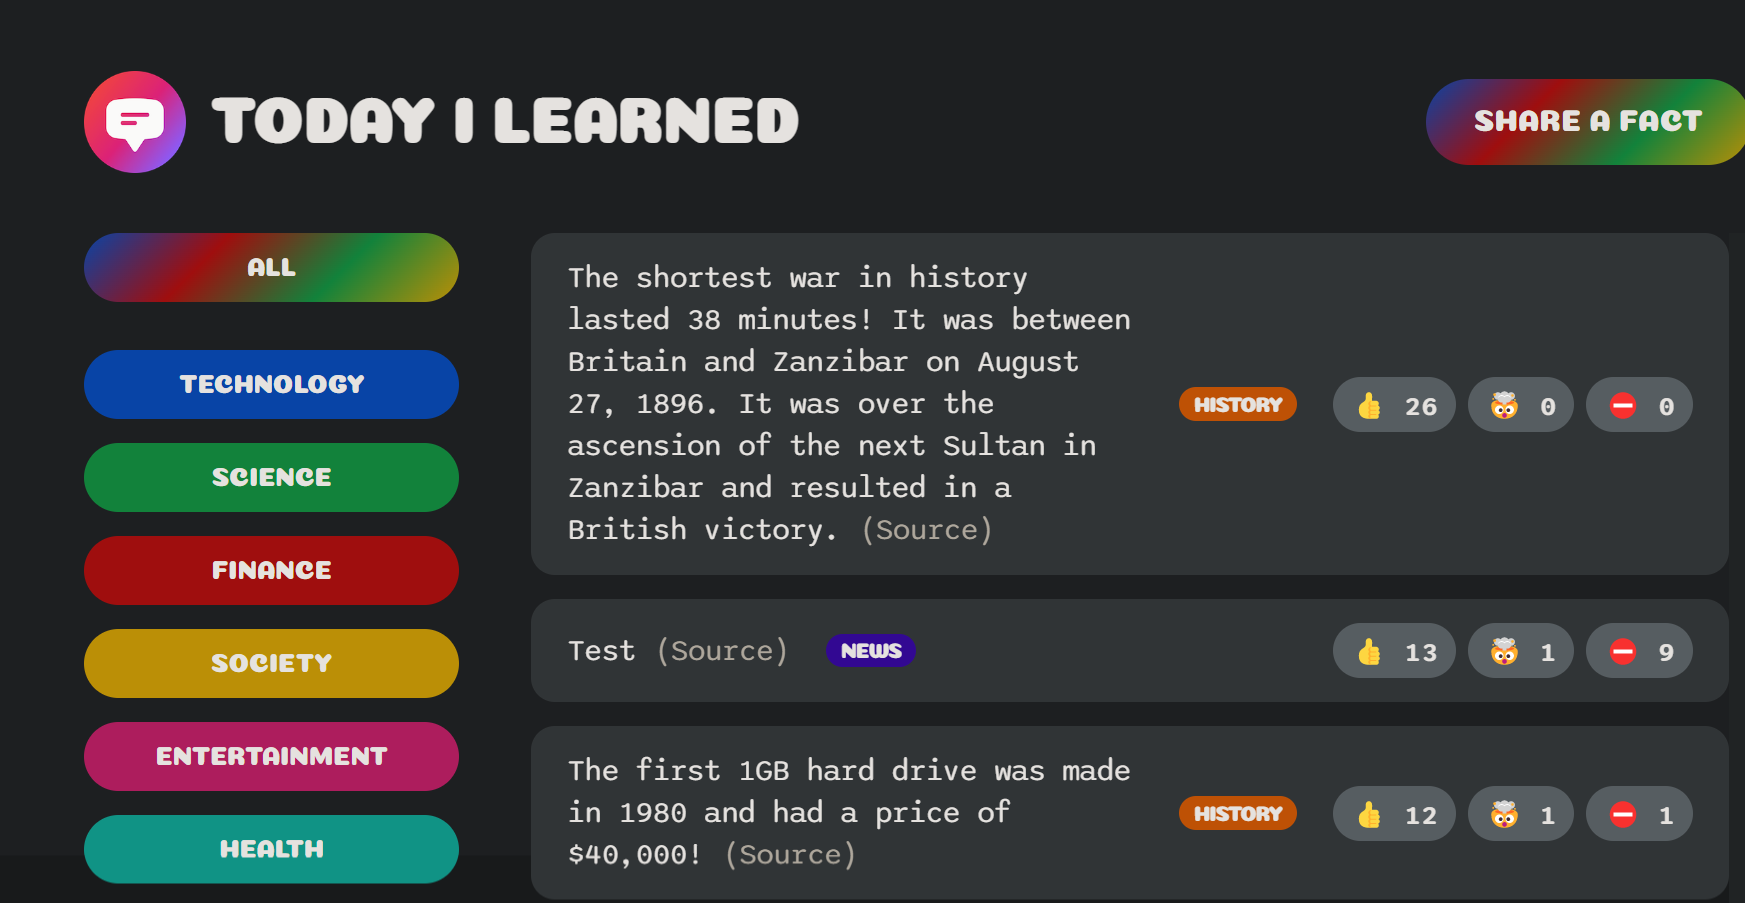 TODAY I LEARNED
SHARE A FACT
ALL
TECHNOLOGY
SCIENCE
FINANCE
SOCIETY
ENTERTAINMENT
HEALTH
The shortest war in history
lasted 38 minutes! It was between
Britain and Zanzibar on August
27, 1896. It was over the
ascension of the next Sultan in
Zanzibar and resulted in a
British victory. (Source)
HISTORY
👍 26
🤯 0
⛔ 0
Test (Source)
NEWS
👍 13
🤯 1
⛔ 9
The first 1GB hard drive was made
in 1980 and had a price of
$40,000! (Source)
HISTORY
👍 12
🤯 1
⛔ 1